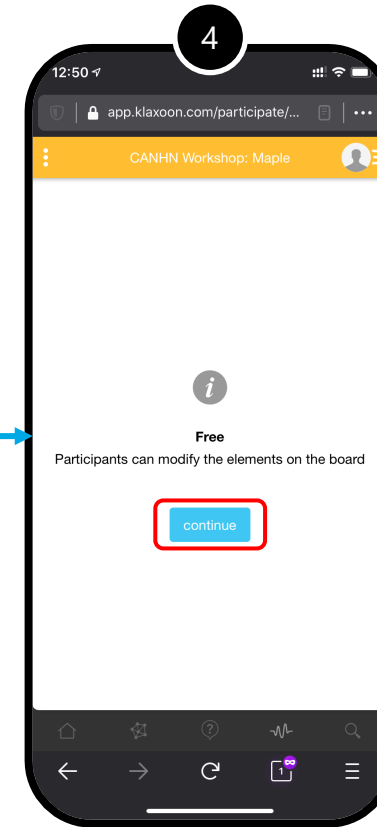 4
12:50
app.klaxoon.com/participate/...
CANHN Workshop: Maple
i
Free
Participants can modify the elements on the board
continue
?
1